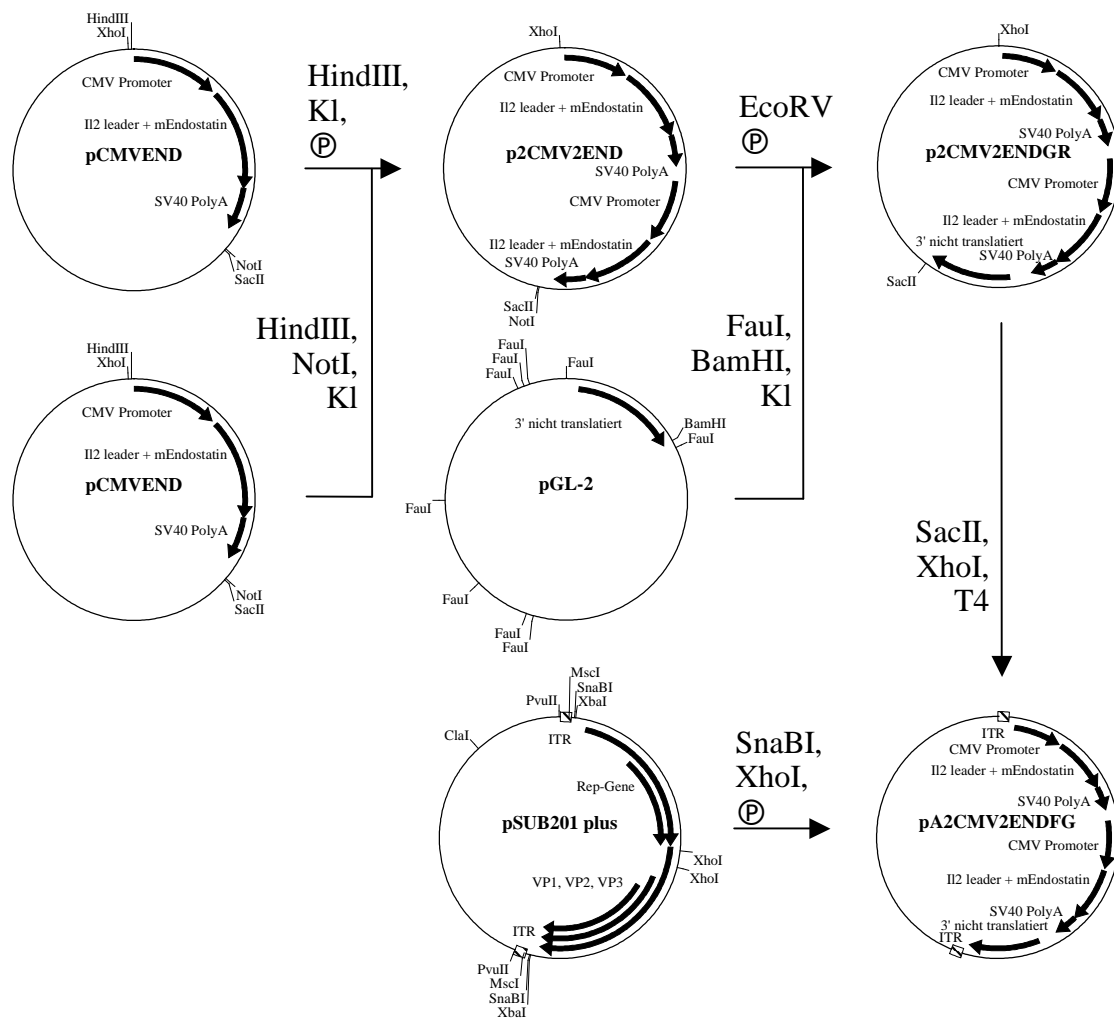 HindIII
XhoI
CMV Promoter
Il2 leader + mEndostatin
pCMVEND
SV40 PolyA
NotI
SacII
HindIII,
Kl,
Ⓟ
XhoI
CMV Promoter
Il2 leader + mEndostatin
p2CMV2END
SV40 PolyA
CMV Promoter
Il2 leader + mEndostatin
SV40 PolyA
SacII
NotI
EcoRV
Ⓟ
XhoI
CMV Promoter
Il2 leader + mEndostatin
SV40 PolyA
p2CMV2ENDGR
CMV Promoter
Il2 leader + mEndostatin
3' nicht translatiert
SV40 PolyA
SacII
HindIII
XhoI
CMV Promoter
Il2 leader + mEndostatin
pCMVEND
SV40 PolyA
NotI
SacII
HindIII,
NotI,
Kl
FauI
FauI
FauI
FauI
3' nicht translatiert
BamHI
FauI
pGL-2
FauI
FauI
FauI
FauI
FauI,
BamHI,
Kl
SacII,
XhoI,
T4
MscI
SnaBI
PvuII
XbaI
ClaI
ITR
Rep-Gene
pSUB201 plus
XhoI
XhoI
VP1, VP2, VP3
ITR
PvuII
MscI
SnaBI
XbaI
SnaBI,
XhoI,
Ⓟ
ITR
CMV Promoter
Il2 leader + mEndostatin
SV40 PolyA
pA2CMV2ENDFG
CMV Promoter
Il2 leader + mEndostatin
SV40 PolyA
3' nicht translatiert
ITR